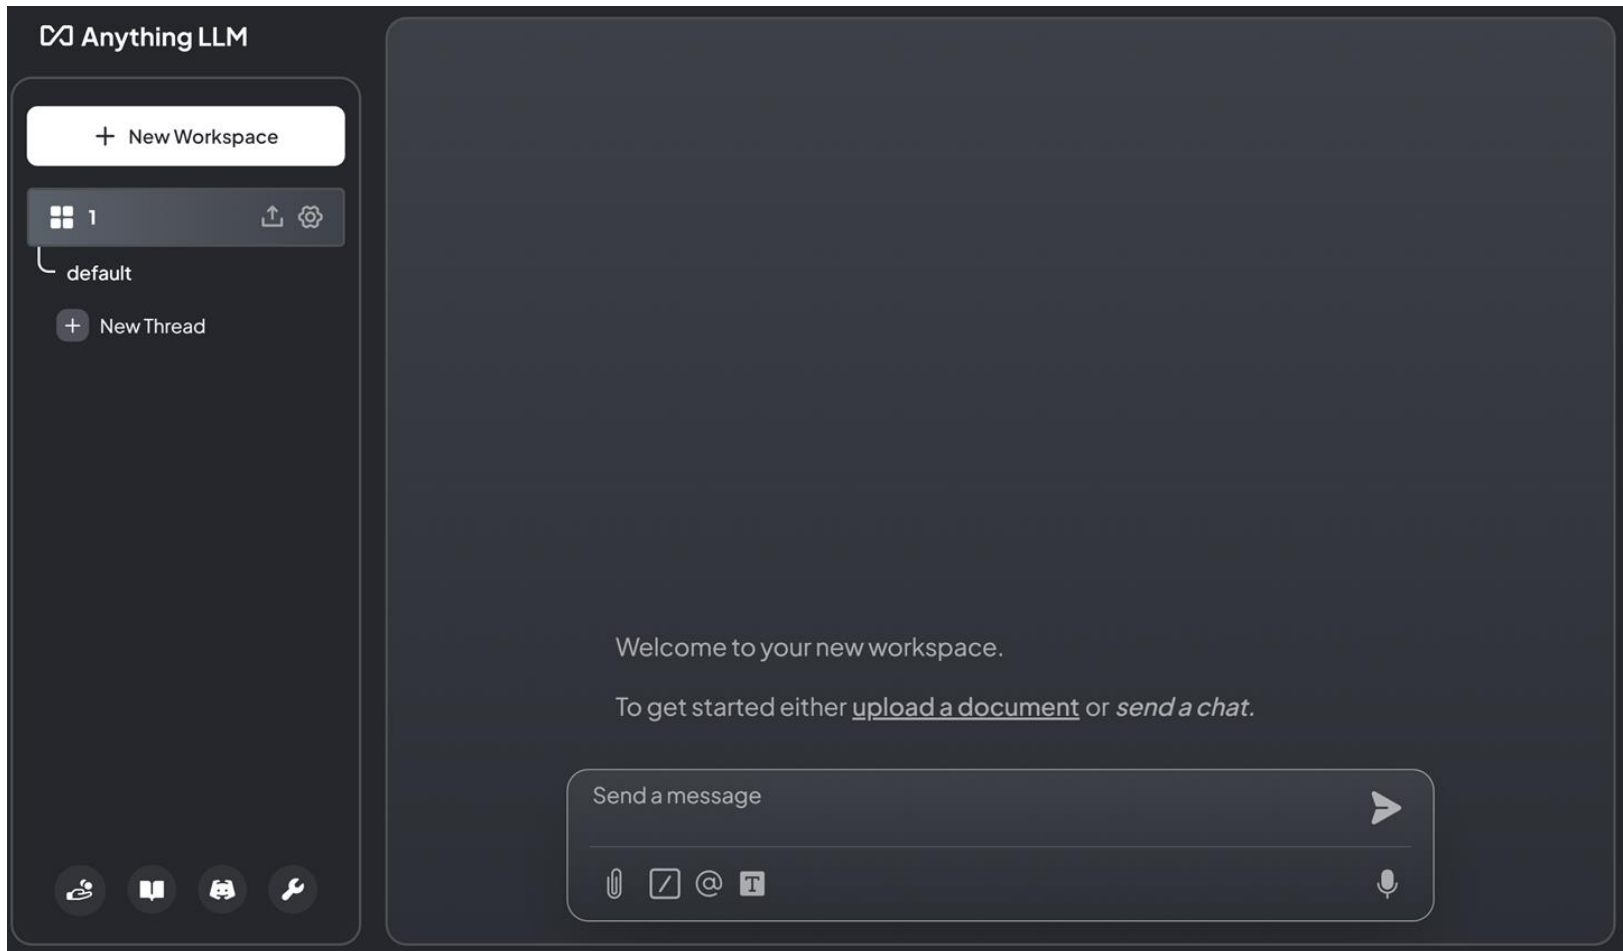 Anything LLM
+ New Workspace
1
default
+ New Thread
Welcome to your new workspace.
To get started either upload a document or send a chat.
Send a message
/ @ T